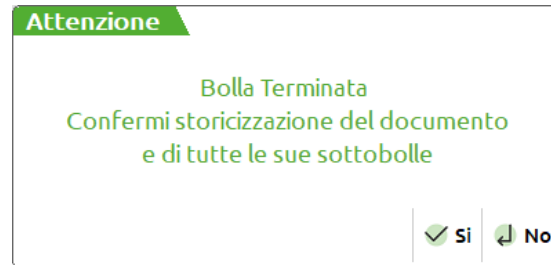 Attenzione
Bolla Terminata
Confermi storicizzazione del documento
e di tutte le sue sottobolle
Si No